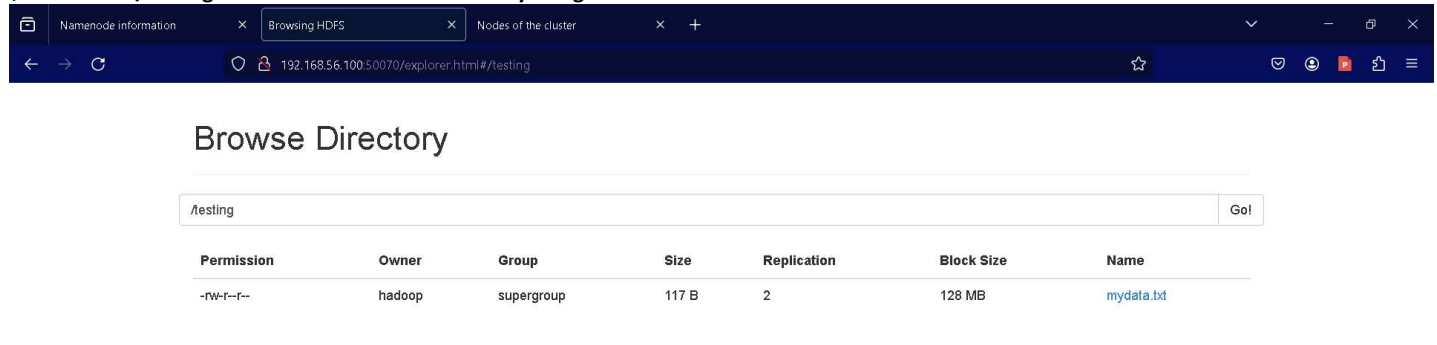 Namenode information Browsing HDFS Nodes of the cluster
192.168.56.100:50070/explorer.html#/testing
Browse Directory
/testing Go!
Permission Owner Group Size Replication Block Size Name
-rw-r--r-- hadoop supergroup 117 B 2 128 MB mydata.txt